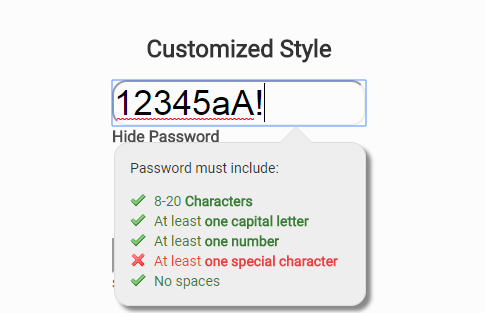 Customized Style
12345aA!
Hide Password
Password must include:
8-20 Characters
At least one capital letter
At least one number
At least one special character
No spaces